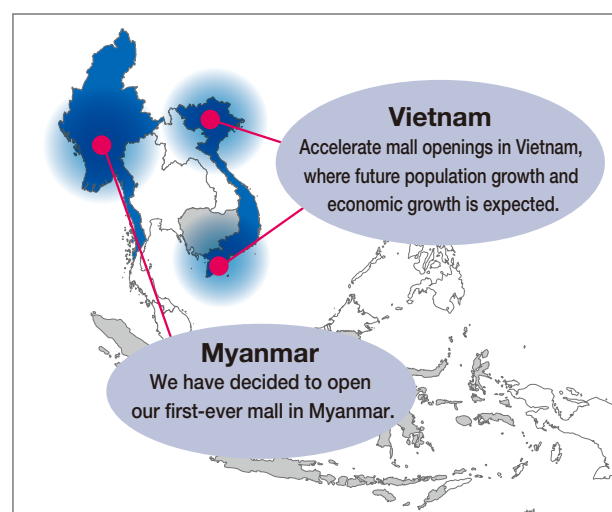 Vietnam
Accelerate mall openings in Vietnam,
where future population growth and
economic growth is expected.
Myanmar
We have decided to open
our first-ever mall in Myanmar.